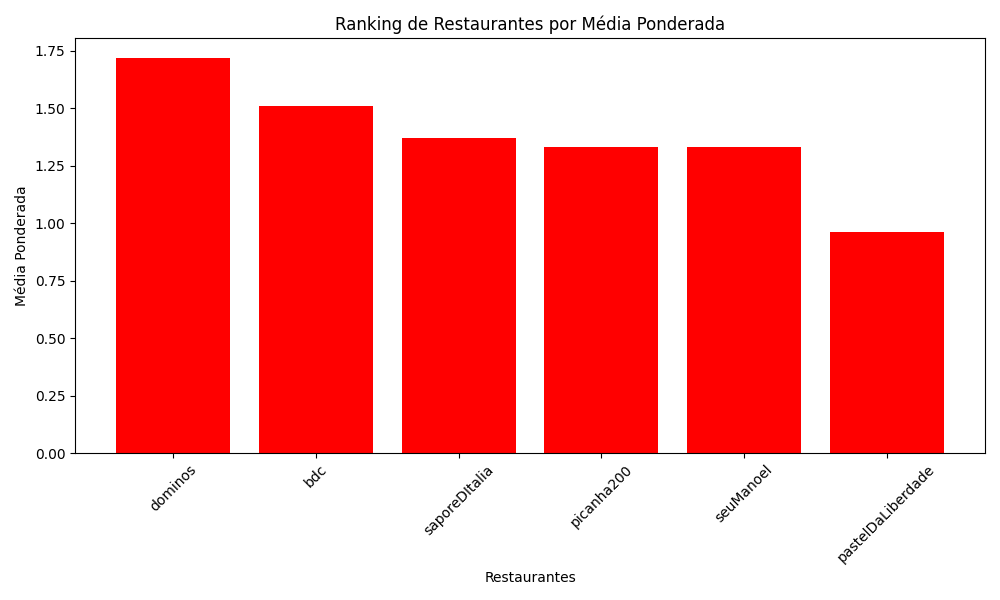 Ranking de Restaurantes por Média Ponderada
Média Ponderada
1.75
1.50
1.25
1.00
0.75
0.50
0.25
0.00
dominos
bdc
saporeDItalia
picanha200
seuManoel
pastelDaLiberdade
Restaurantes